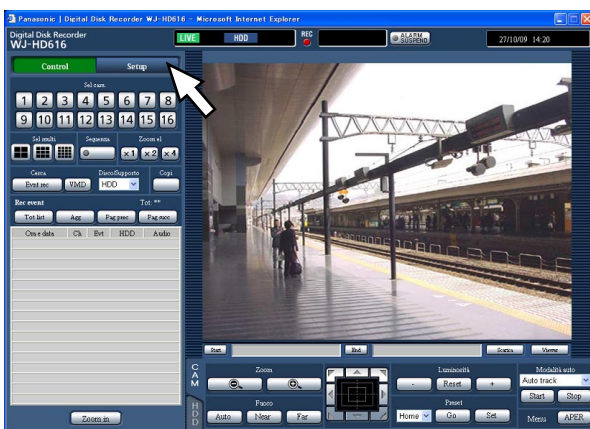 Panasonic | Digital Disk Recorder WJ-HD616 - Microsoft Internet Explorer
Digital Disk Recorder
WJ-HD616
LIVE HDD REC ALARM SUSPEND 27/10/09 14:20
Control Setup
Sel cam.
1 2 3 4 5 6 7 8
9 10 11 12 13 14 15 16
Sel multi Sequenza Zoom el
x1 x2 x4
Cerca DiscoSupporto Copi
Evnt rec VMD HDD
Rec event Tot: **
Tot list Agg Pag prec Pag succ
Ora e data Ch Evt HDD Audio
Zoom in
Start End Scarica Viewer
CAM
HDD
Zoom Luminosità Modalità auto
- Reset + Auto track
Fuoco Preset Start Stop
Auto Near Far Home Go Set Menu APER